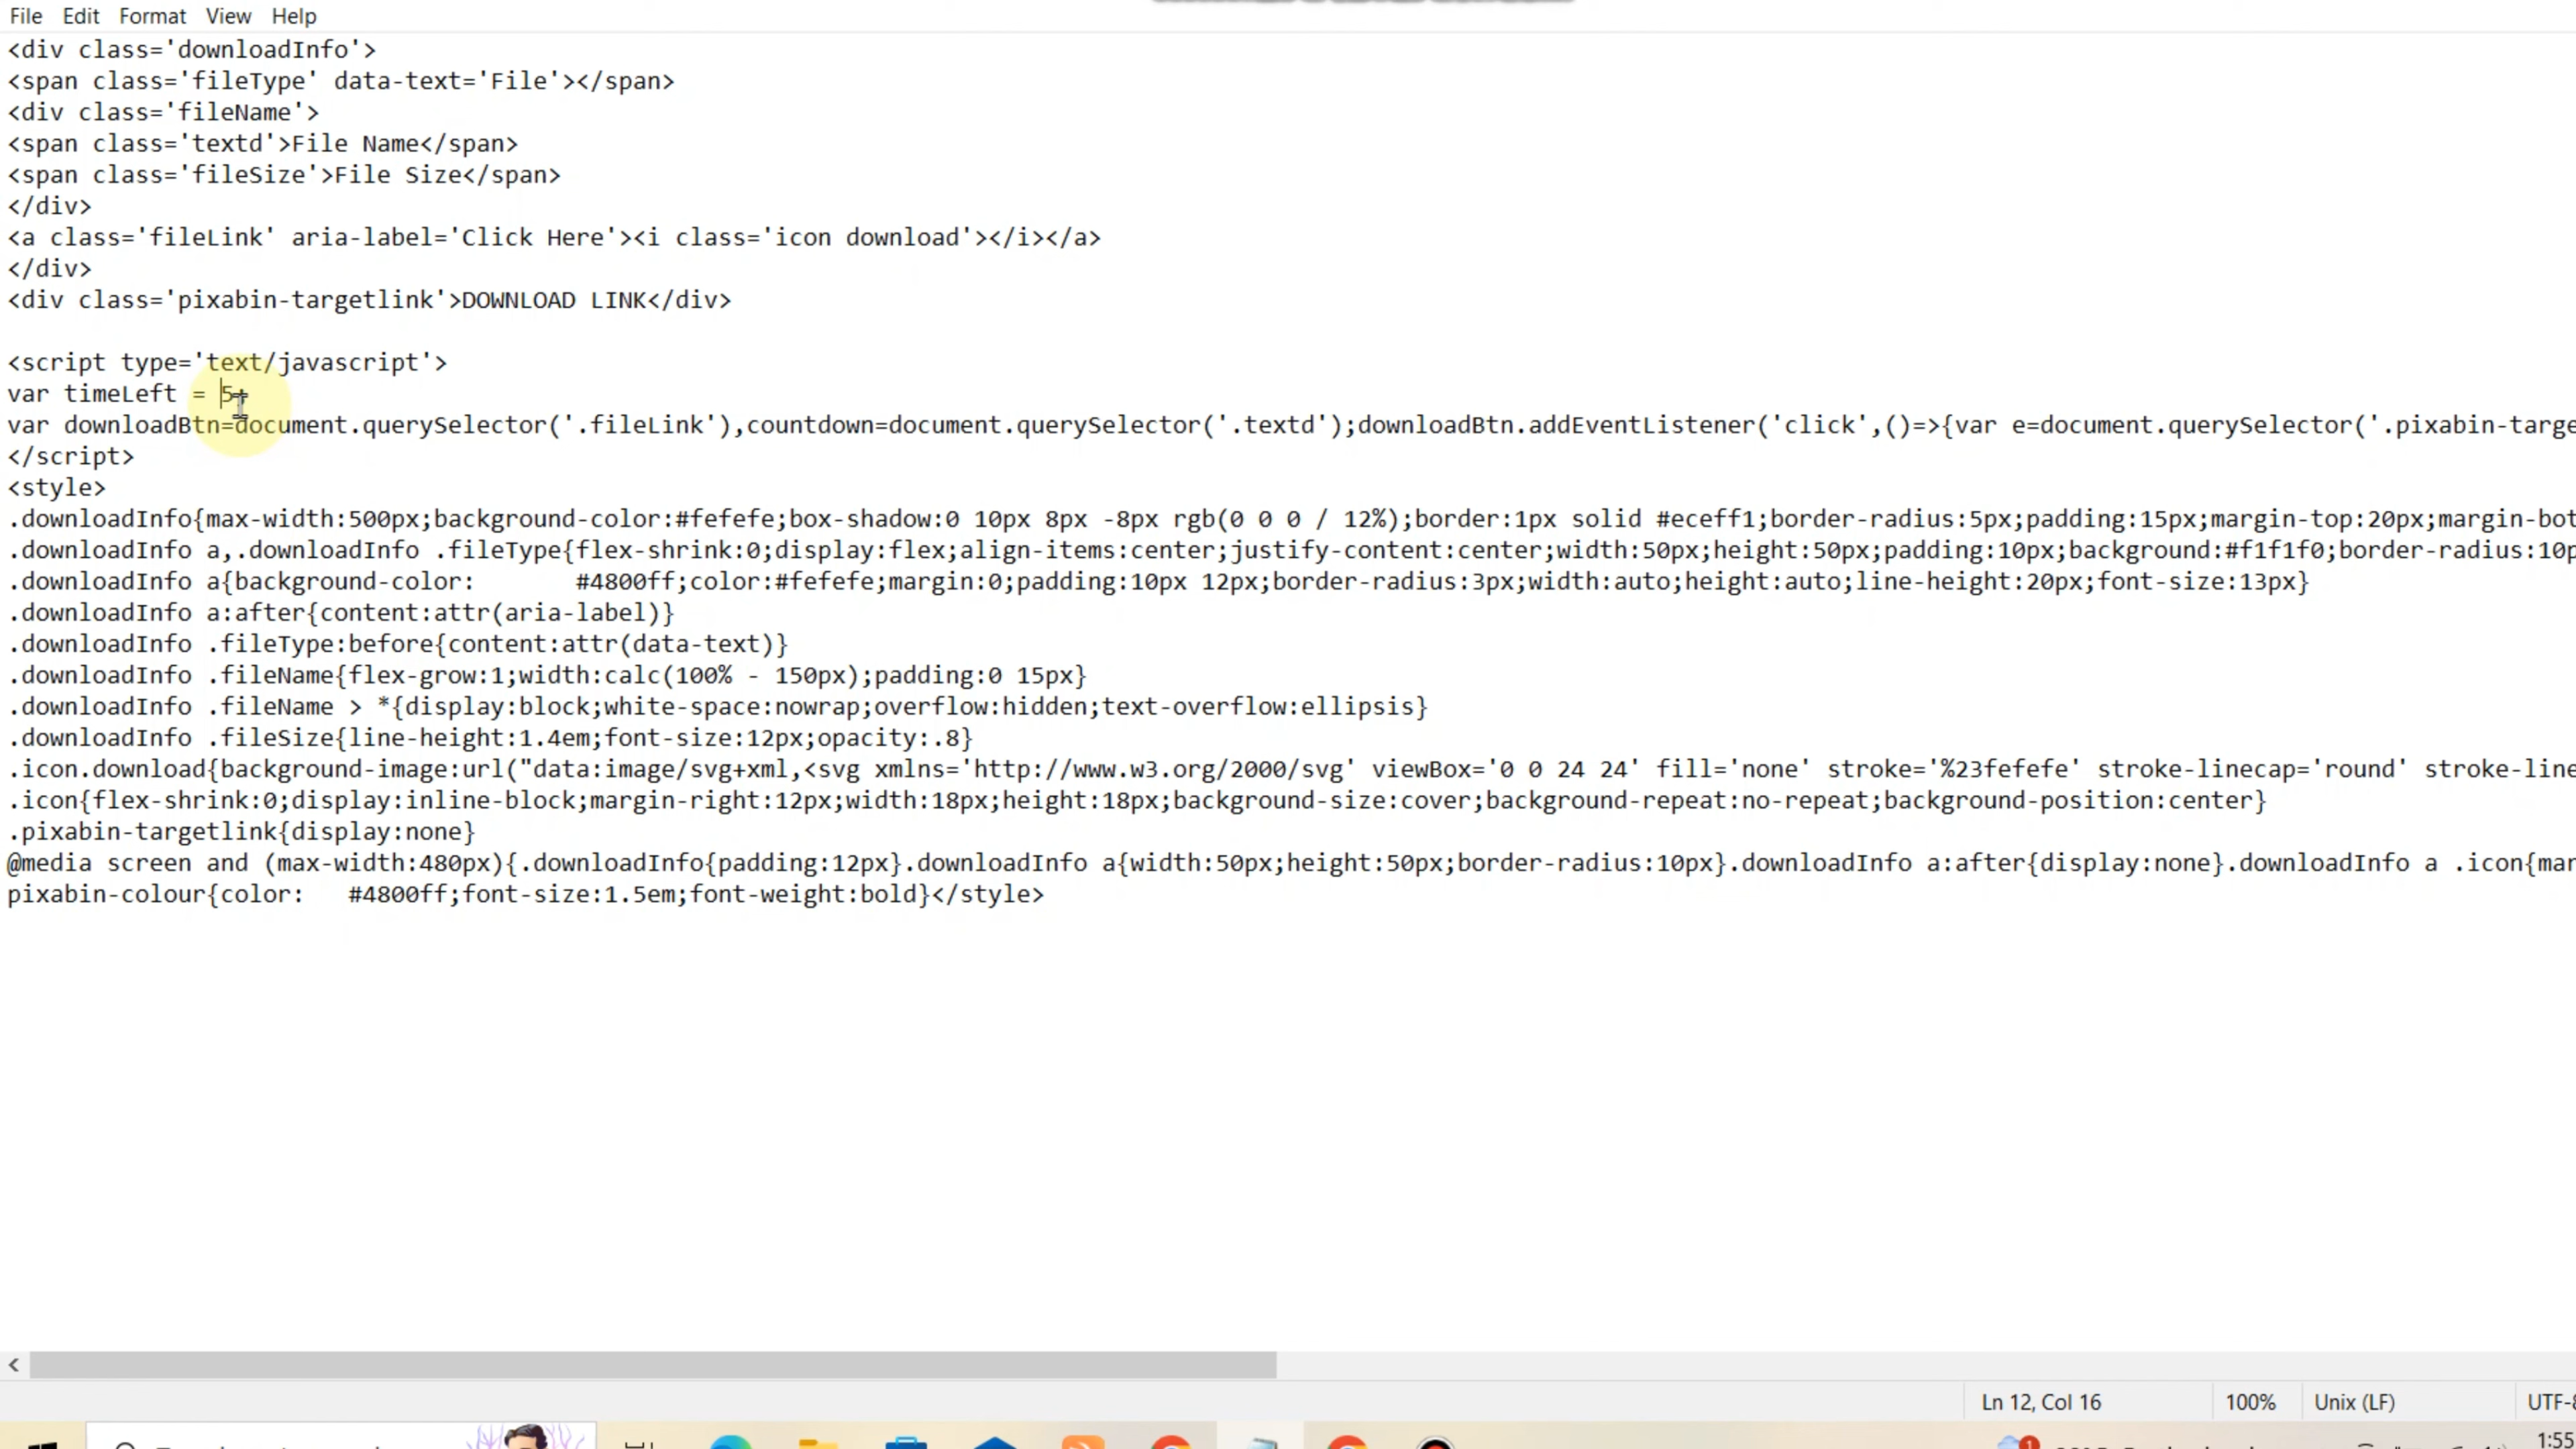 File Edit Format View Help
<div class='downloadInfo'>
<span class='fileType' data-text='File'></span>
<div class='fileName'>
<span class='textd'>File Name</span>
<span class='fileSize'>File Size</span>
</div>
<a class='fileLink' aria-label='Click Here'><i class='icon download'></i></a>
</div>
<div class='pixabin-targetlink'>DOWNLOAD LINK</div>
<script type='text/javascript'>
var timeLeft = 5;
var downloadBtn=document.querySelector('.fileLink'),countdown=document.querySelector('.textd');downloadBtn.addEventListener('click',()=>{var e=document.querySelector('.pixabin-targe
</script>
<style>
.downloadInfo{max-width:500px;background-color:#fefefe;box-shadow:0 10px 8px -8px rgb(0 0 0 / 12%);border:1px solid #eceff1;border-radius:5px;padding:15px;margin-top:20px;margin-bot
.downloadInfo a,.downloadInfo .fileType{flex-shrink:0;display:flex;align-items:center;justify-content:center;width:50px;height:50px;padding:10px;background:#f1f1f0;border-radius:10p
.downloadInfo a{background-color: #4800ff;color:#fefefe;margin:0;padding:10px 12px;border-radius:3px;width:auto;height:auto;line-height:20px;font-size:13px}
.downloadInfo a:after{content:attr(aria-label)}
.downloadInfo .fileType:before{content:attr(data-text)}
.downloadInfo .fileName{flex-grow:1;width:calc(100% - 150px);padding:0 15px}
.downloadInfo .fileName > *{display:block;white-space:nowrap;overflow:hidden;text-overflow:ellipsis}
.downloadInfo .fileSize{line-height:1.4em;font-size:12px;opacity:.8}
.icon.download{background-image:url("data:image/svg+xml,<svg xmlns='http://www.w3.org/2000/svg' viewBox='0 0 24 24' fill='none' stroke='%23fefefe' stroke-linecap='round' stroke-line
.icon{flex-shrink:0;display:inline-block;margin-right:12px;width:18px;height:18px;background-size:cover;background-repeat:no-repeat;background-position:center}
.pixabin-targetlink{display:none}
@media screen and (max-width:480px){.downloadInfo{padding:12px}.downloadInfo a{width:50px;height:50px;border-radius:10px}.downloadInfo a:after{display:none}.downloadInfo a .icon{mar
pixabin-colour{color: #4800ff;font-size:1.5em;font-weight:bold}</style>
Ln 12, Col 16 100% Unix (LF) UTF-8
1:55